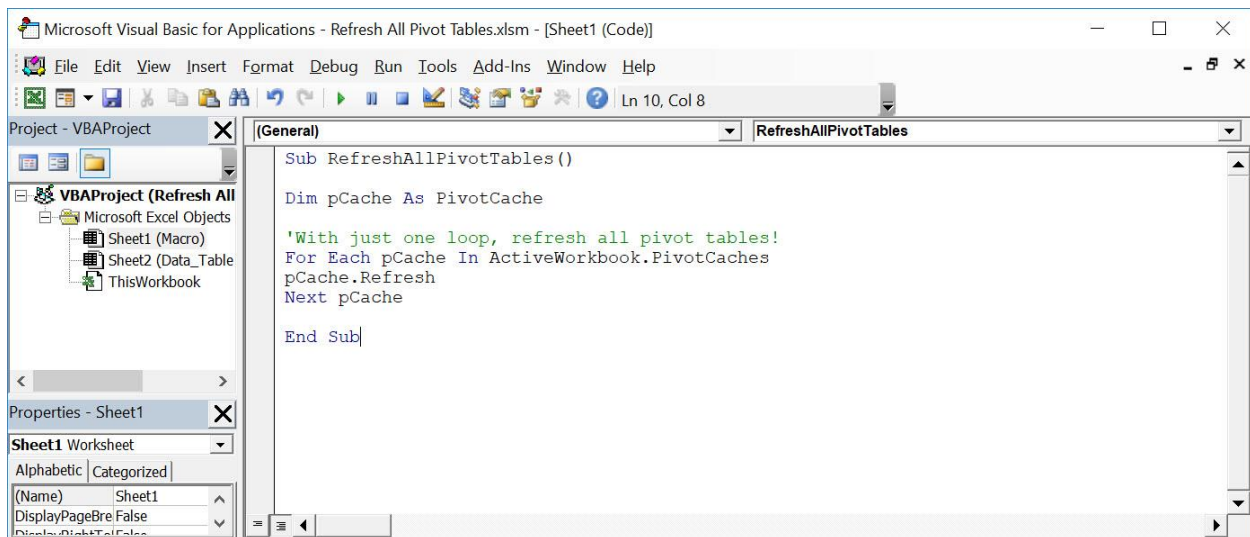 Microsoft Visual Basic for Applications - Refresh All Pivot Tables.xlsm - [Sheet1 (Code)]
File Edit View Insert Format Debug Run Tools Add-Ins Window Help
Ln 10, Col 8
Project - VBAProject
VBAProject (Refresh All
Microsoft Excel Objects
Sheet1 (Macro)
Sheet2 (Data_Table
ThisWorkbook
Properties - Sheet1
Sheet1 Worksheet
Alphabetic Categorized
(Name) Sheet1
DisplayPageBre False
(General) RefreshAllPivotTables
Sub RefreshAllPivotTables()
Dim pCache As PivotCache
'With just one loop, refresh all pivot tables!
For Each pCache In ActiveWorkbook.PivotCaches
pCache.Refresh
Next pCache
End Sub